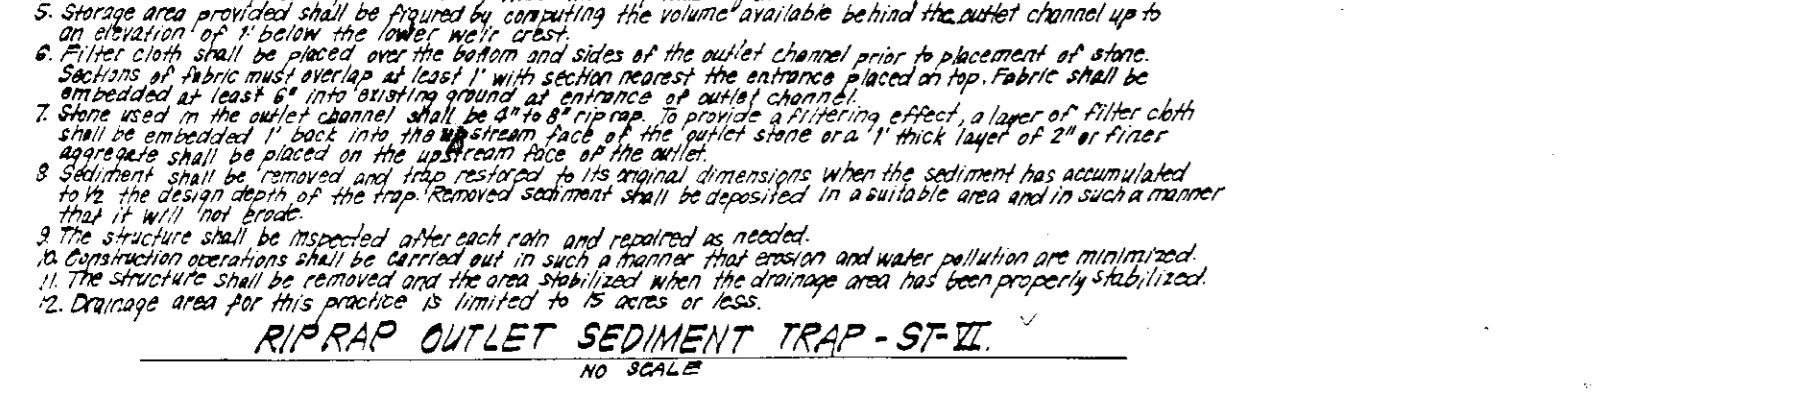 5. Storage area provided shall be figured by computing the volume available behind the outlet channel up to
an elevation of 1' below the lower weir crest.
6. Filter cloth shall be placed over the bottom and sides of the outlet channel prior to placement of stone.
Sections of fabric must overlap at least 1' with section nearest the entrance placed on top. Fabric shall be
embedded at least 6" into existing ground at entrance of outlet channel.
7. Stone used in the outlet channel shall be 4" to 8" riprap. To provide a filtering effect, a layer of filter cloth
shall be embedded 1' back into the upstream face of the outlet stone or a 1' thick layer of 2" or finer
aggregate shall be placed on the upstream face of the outlet.
8 Sediment shall be removed and trap restored to its original dimensions when the sediment has accumulated
to 1/2 the design depth of the trap. Removed sediment shall be deposited in a suitable area and in such a manner
that it will not erode.
9. The structure shall be inspected after each rain and repaired as needed.
10. Construction operations shall be carried out in such a manner that erosion and water pollution are minimized.
11. The structure shall be removed and the area stabilized when the drainage area has been properly stabilized.
12. Drainage area for this practice is limited to 15 acres or less.
RIPRAP OUTLET SEDIMENT TRAP - ST-VI.
NO SCALE